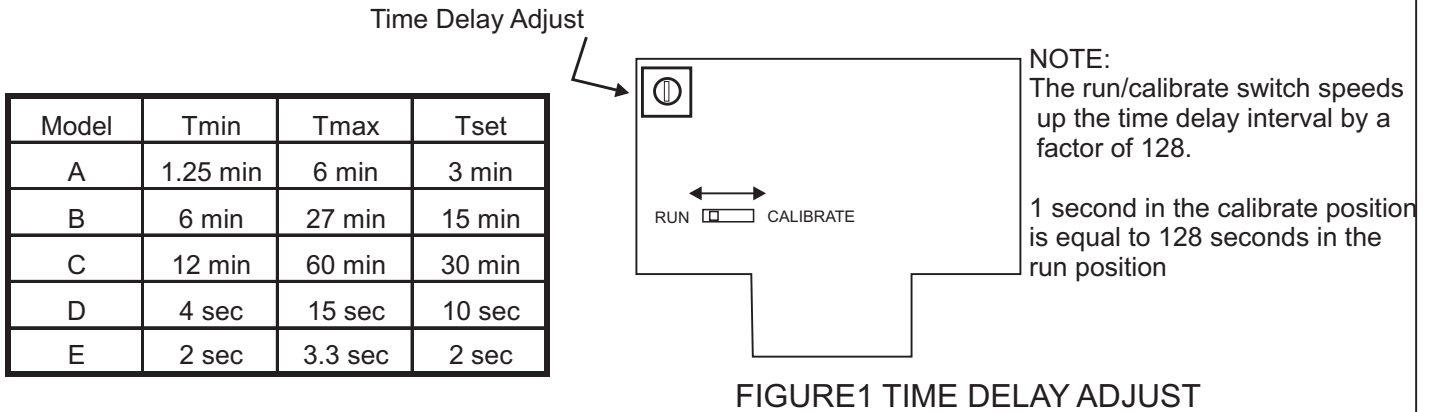 Time Delay Adjust
Model Tmin Tmax Tset
A 1.25 min 6 min 3 min
B 6 min 27 min 15 min
C 12 min 60 min 30 min
D 4 sec 15 sec 10 sec
E 2 sec 3.3 sec 2 sec
RUN CALIBRATE
NOTE:
The run/calibrate switch speeds
up the time delay interval by a
factor of 128.
1 second in the calibrate position
is equal to 128 seconds in the
run position
FIGURE1 TIME DELAY ADJUST